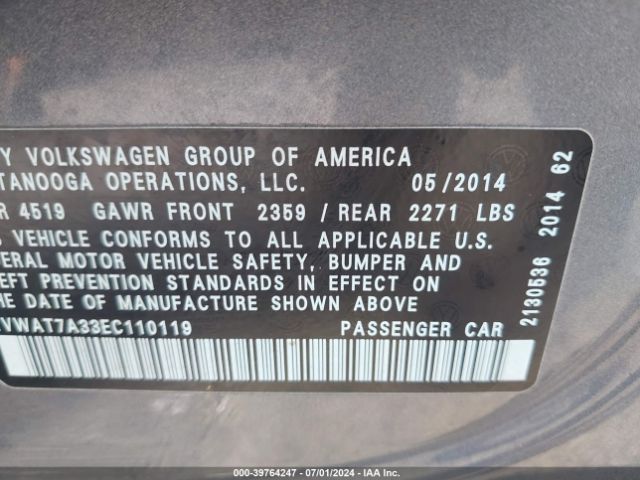 Y VOLKSWAGEN GROUP OF AMERICA
TANOOGA OPERATIONS, LLC. 05/2014
R 4519 GAWR FRONT 2359 / REAR 2271 LBS
S VEHICLE CONFORMS TO ALL APPLICABLE U.S.
ERAL MOTOR VEHICLE SAFETY, BUMPER AND
EFT PREVENTION STANDARDS IN EFFECT ON
THE DATE OF MANUFACTURE SHOWN ABOVE
VWAT7A33EC110119 PASSENGER CAR
2130536 2014 62
000-39764247 - 07/01/2024 - IAA Inc.